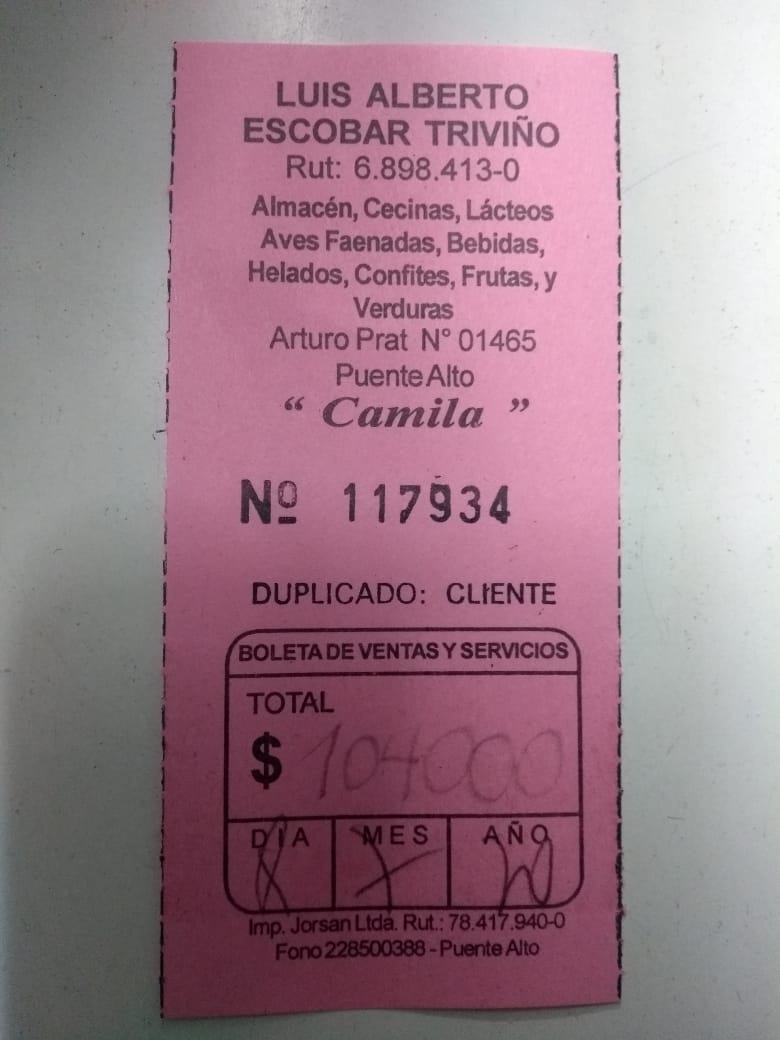 LUIS ALBERTO
ESCOBAR TRIVIÑO
Rut: 6.898.413-0
Almacén, Cecinas, Lácteos
Aves Faenadas, Bebidas,
Helados, Confites, Frutas, y
Verduras
Arturo Prat N° 01465
Puente Alto
“ Camila ”
Nº 117934
DUPLICADO: CLIENTE
BOLETA DE VENTAS Y SERVICIOS
TOTAL
$ 104000
DIA MES AÑO
Imp. Jorsan Ltda. Rut.: 78.417.940-0
Fono 228500388 - Puente Alto